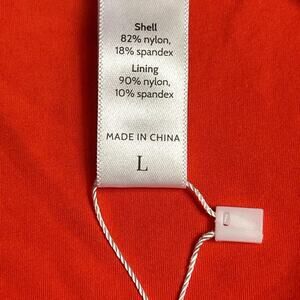 Shell
82% nylon,
18% spandex
Lining
90% nylon,
10% spandex
MADE IN CHINA
L